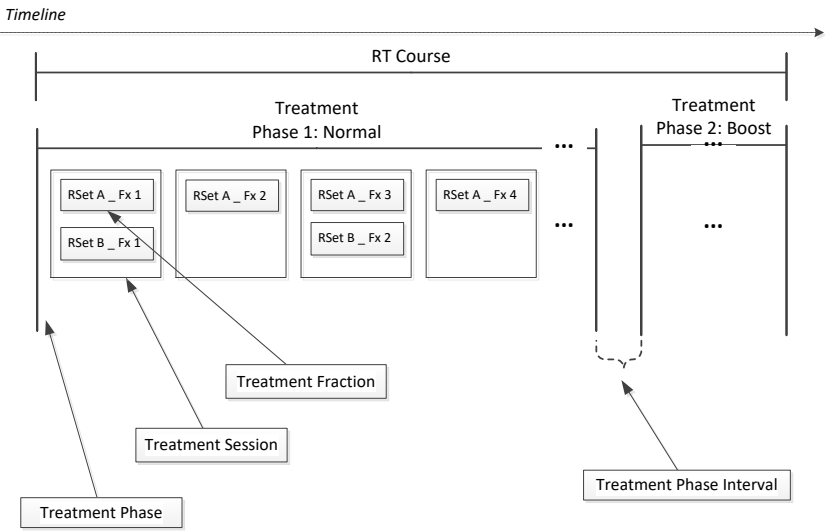 Timeline
RT Course
Treatment
Phase 1: Normal
Treatment
Phase 2: Boost
...
...
RSet A _ Fx 1
RSet A _ Fx 2
RSet A _ Fx 3
RSet A _ Fx 4
RSet B _ Fx 1
RSet B _ Fx 2
...
...
Treatment Fraction
Treatment Session
Treatment Phase Interval
Treatment Phase